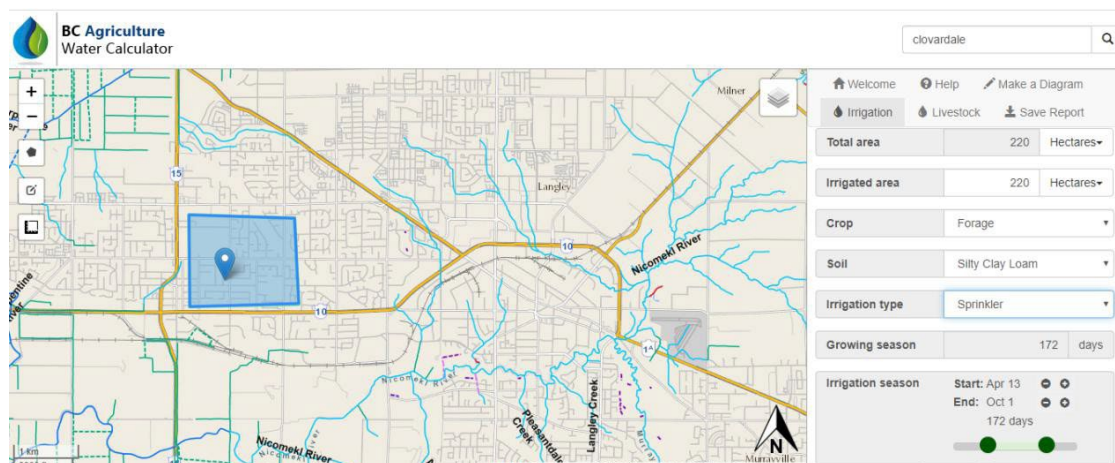 BC Agriculture
Water Calculator
clovardale
+
−
15
10
10
1A
Milner
Langley
Nicomekl River
Nicomekl River
Nicomekl River
Pleasantdale
Creek
Langley Creek
Murray
Murrayville
River
1 km
N
Welcome
Help
Make a Diagram
Irrigation
Livestock
Save Report
Total area 220 Hectares
Irrigated area 220 Hectares
Crop Forage
Soil Silty Clay Loam
Irrigation type Sprinkler
Growing season 172 days
Irrigation season Start: Apr 13
End: Oct 1
172 days